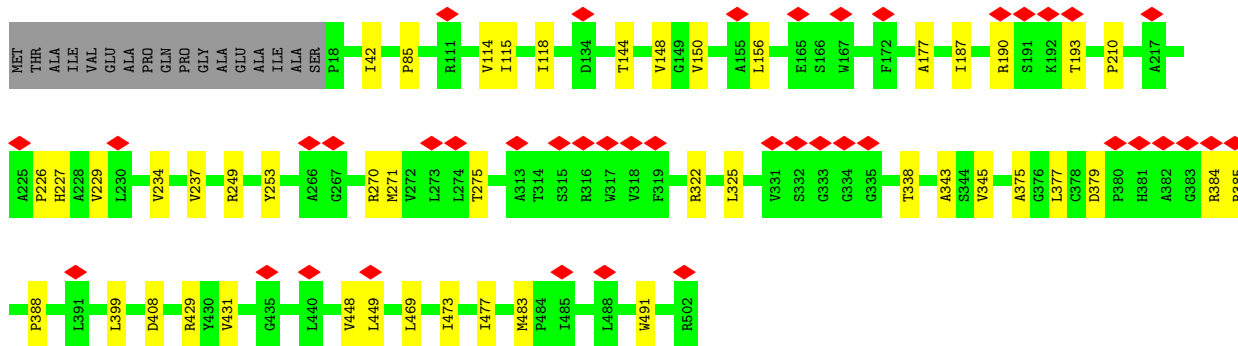 MET THR ALA ILE VAL GLU ALA PRO GLN PRO PRO GLY ALA GLU ALA ALA ILE ALA SER P18 I42 P85 R111 V114 I115 I118 D134 T144 V148 G149 V150 A155 L156 E165 S166 W167 F172 A177 I187 R190 S191 K192 T193 P210 A217
A225 P226 H227 A228 V229 L230 V234 V237 R249 Y253 A266 G267 R270 M271 V272 L273 L274 T275 A313 T314 S315 R316 W317 V318 F319 R322 L325 V331 S332 G333 G334 G335 T338 A343 S344 V345 A375 G376 L377 C378 D379 P380 H381 A382 G383 R384
P388 L391 L399 D408 R429 Y430 V431 G435 L440 V448 L449 L469 I473 I477 M483 P484 I485 L488 W491 R502